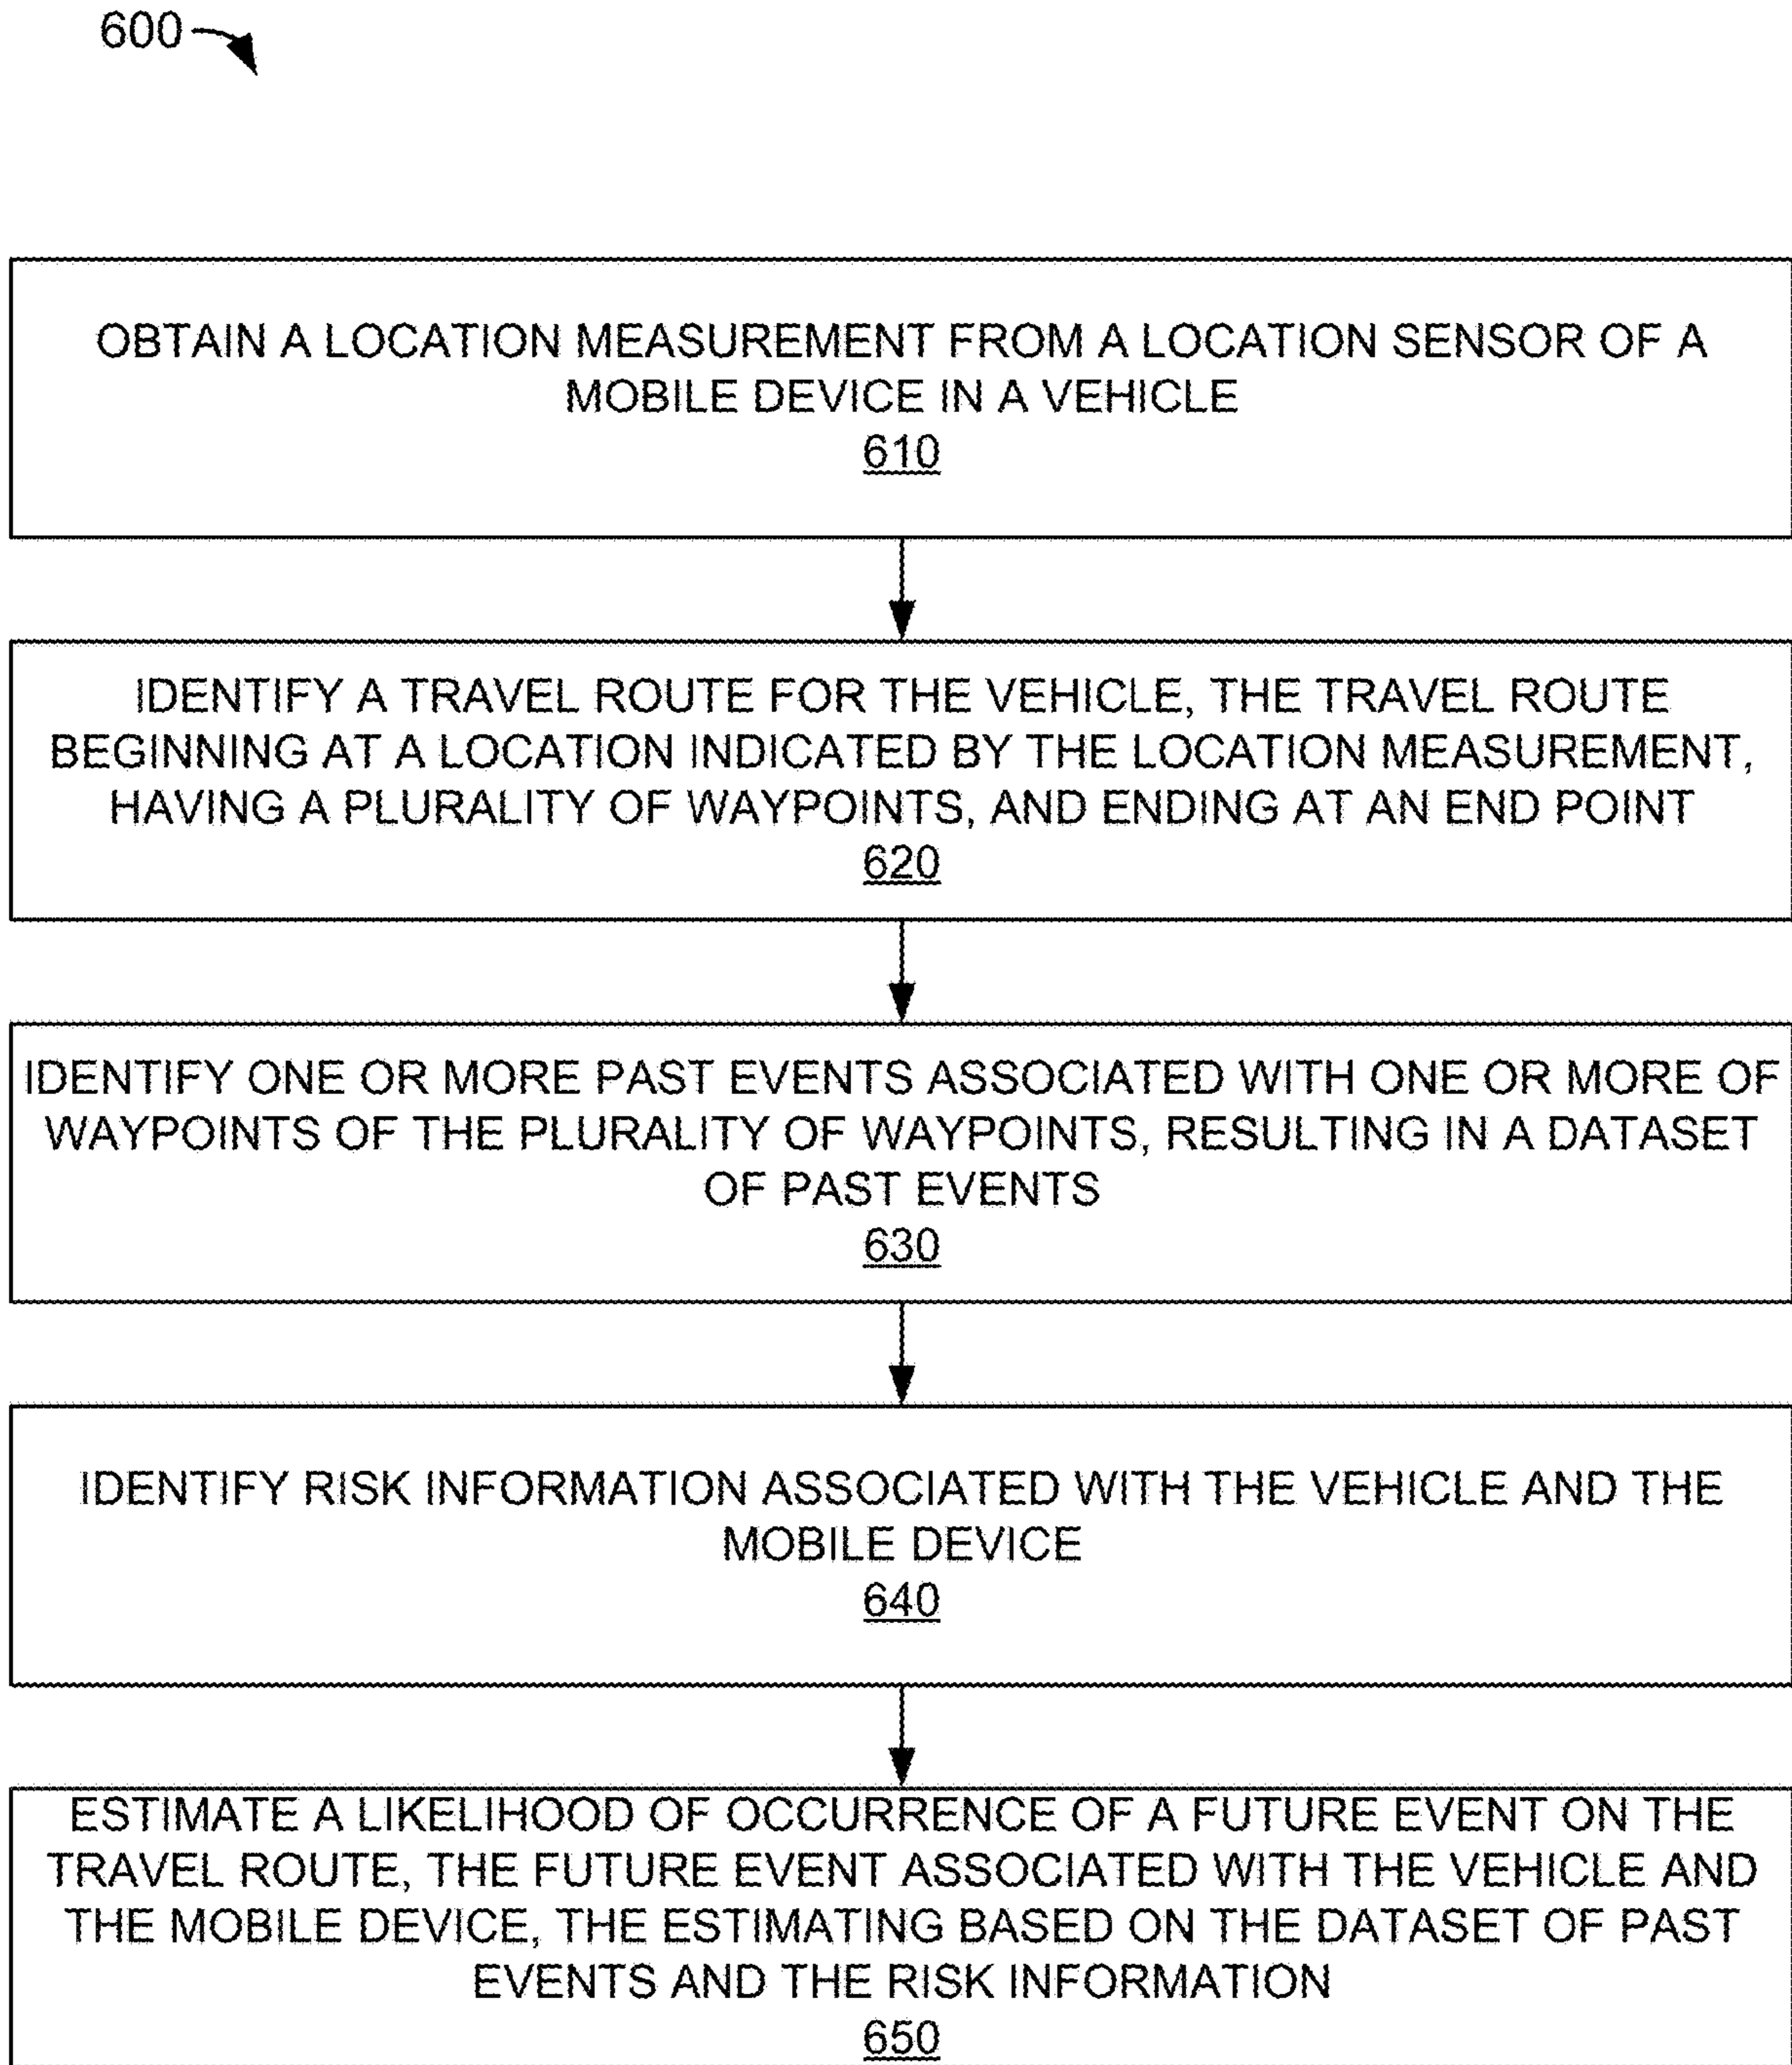 600
OBTAIN A LOCATION MEASUREMENT FROM A LOCATION SENSOR OF A
MOBILE DEVICE IN A VEHICLE
610
IDENTIFY A TRAVEL ROUTE FOR THE VEHICLE, THE TRAVEL ROUTE
BEGINNING AT A LOCATION INDICATED BY THE LOCATION MEASUREMENT,
HAVING A PLURALITY OF WAYPOINTS, AND ENDING AT AN END POINT
620
IDENTIFY ONE OR MORE PAST EVENTS ASSOCIATED WITH ONE OR MORE OF
WAYPOINTS OF THE PLURALITY OF WAYPOINTS, RESULTING IN A DATASET
OF PAST EVENTS
630
IDENTIFY RISK INFORMATION ASSOCIATED WITH THE VEHICLE AND THE
MOBILE DEVICE
640
ESTIMATE A LIKELIHOOD OF OCCURRENCE OF A FUTURE EVENT ON THE
TRAVEL ROUTE, THE FUTURE EVENT ASSOCIATED WITH THE VEHICLE AND
THE MOBILE DEVICE, THE ESTIMATING BASED ON THE DATASET OF PAST
EVENTS AND THE RISK INFORMATION
650